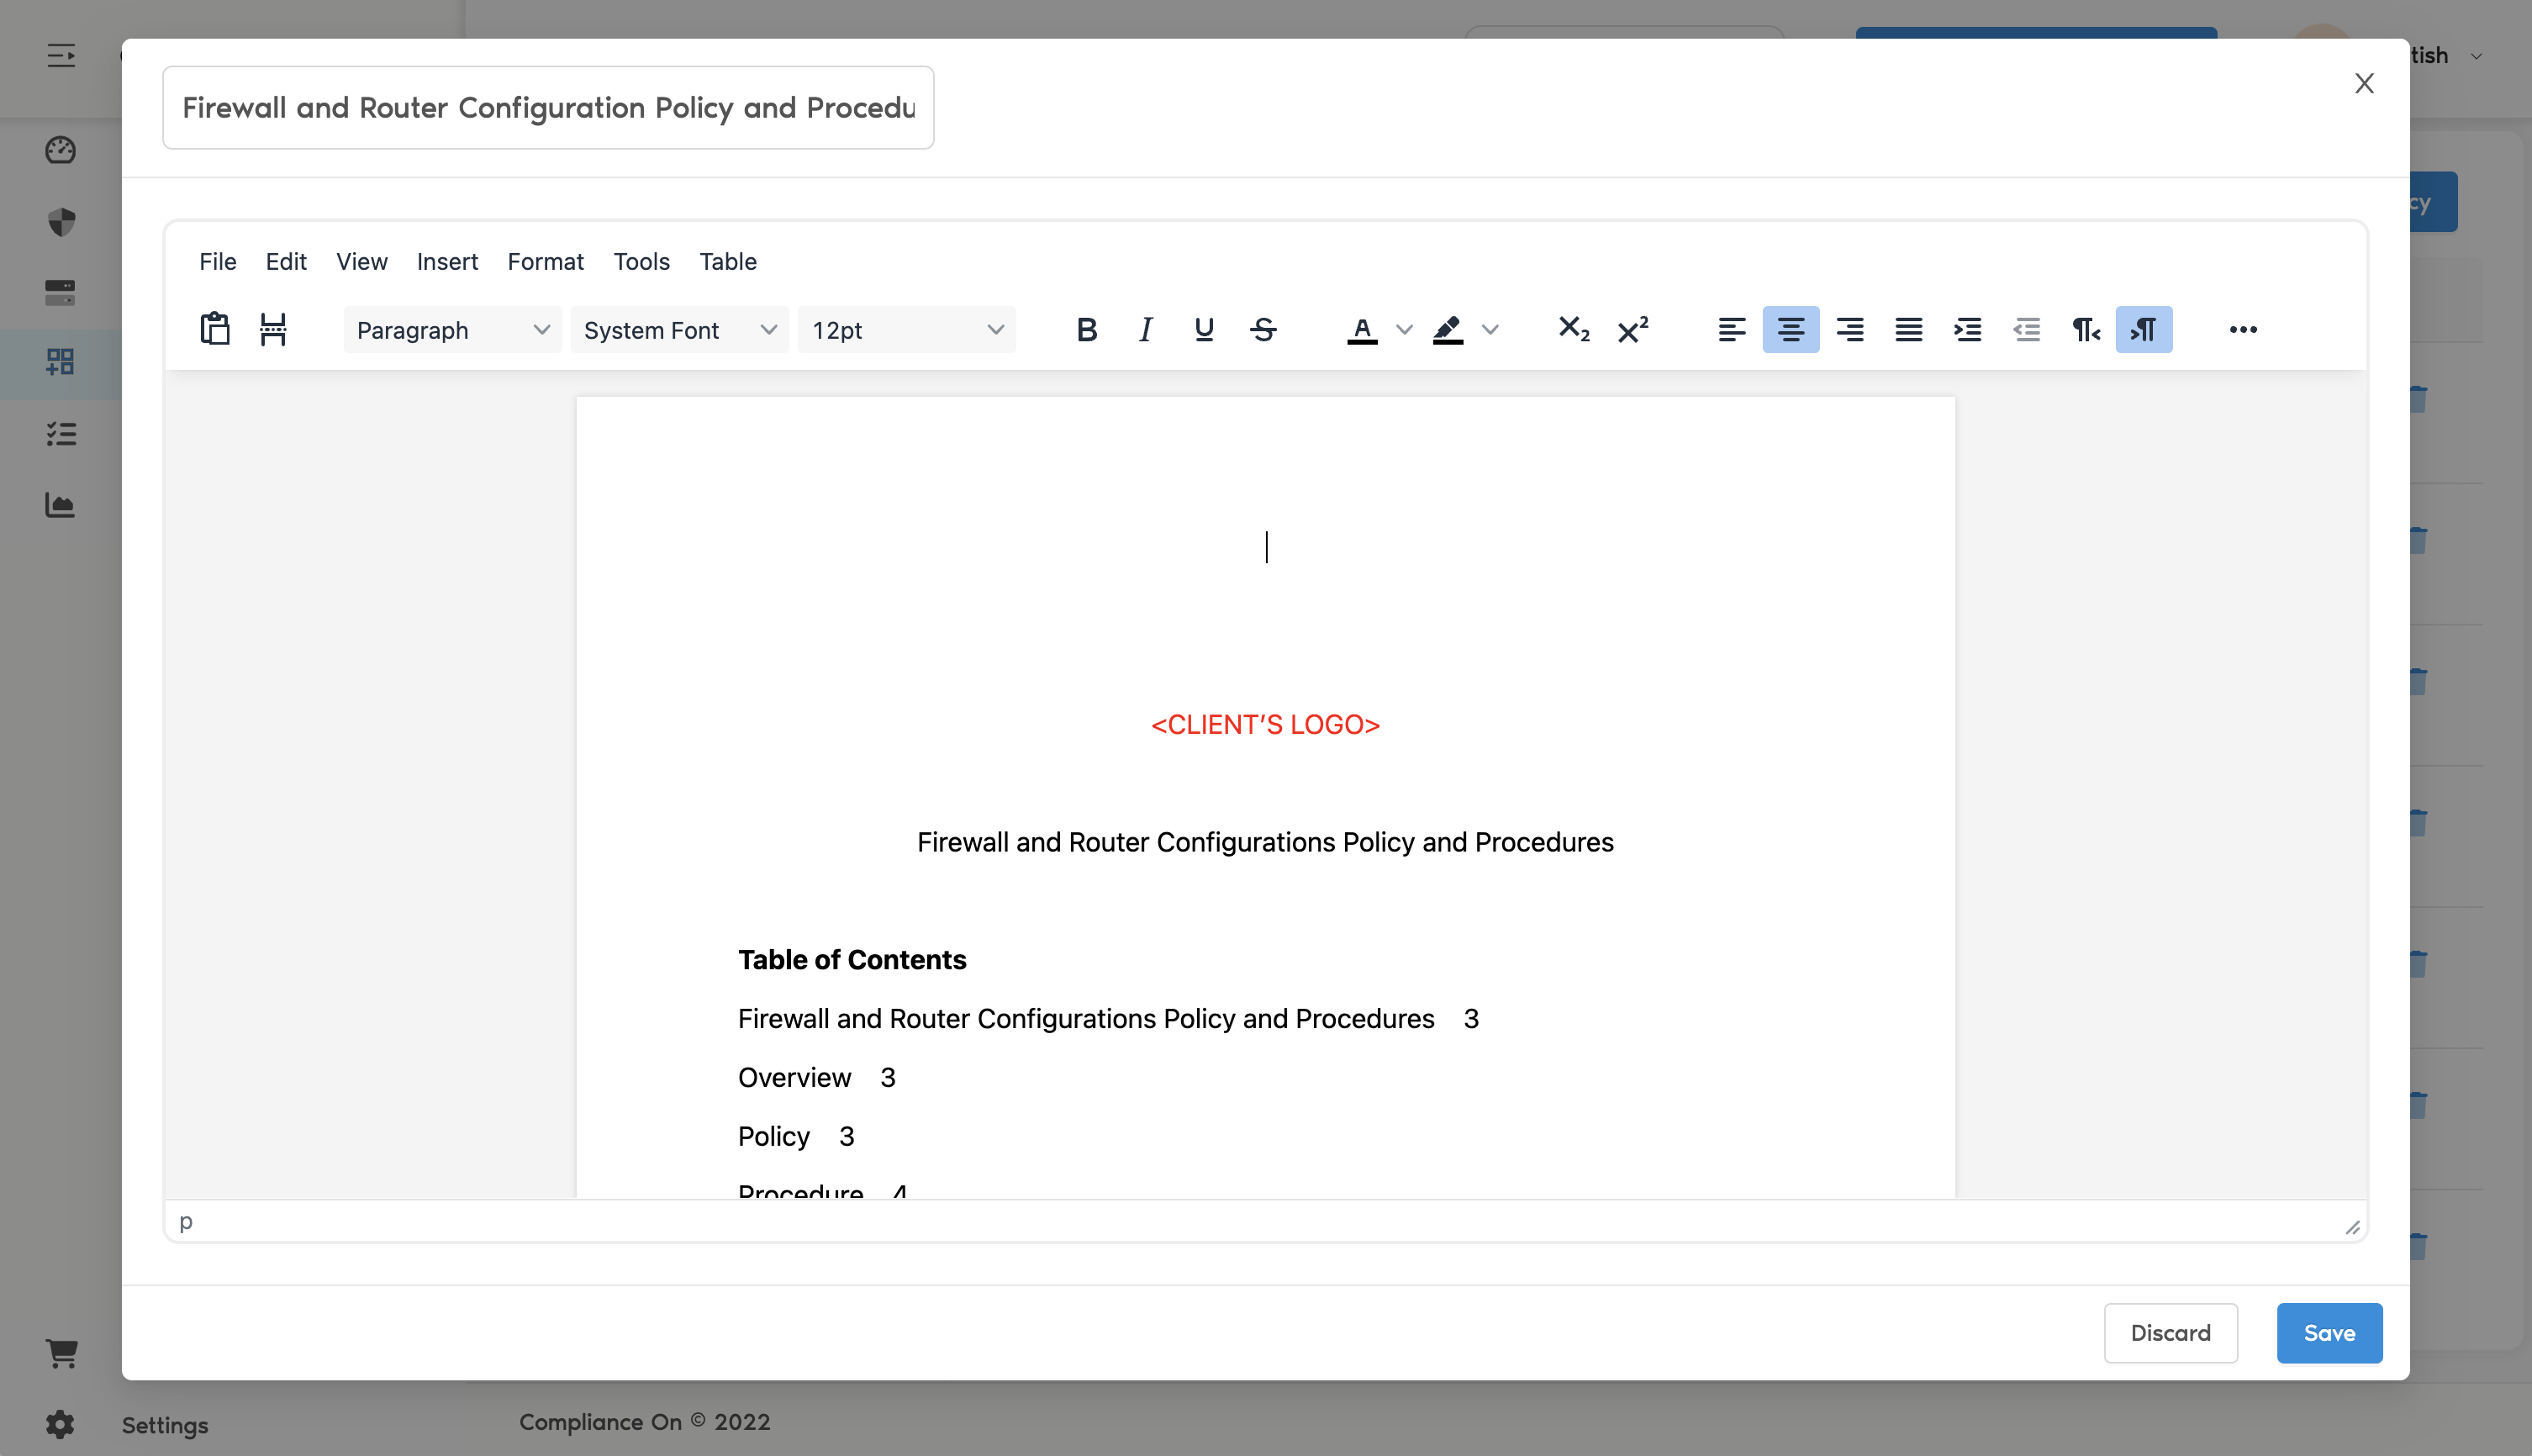 tish
Firewall and Router Configuration Policy and Procedu
cy
File Edit View Insert Format Tools Table
Paragraph System Font 12pt
<CLIENT'S LOGO>
Firewall and Router Configurations Policy and Procedures
Table of Contents
Firewall and Router Configurations Policy and Procedures 3
Overview 3
Policy 3
Procedure 4
p
Discard Save
Settings
Compliance On © 2022